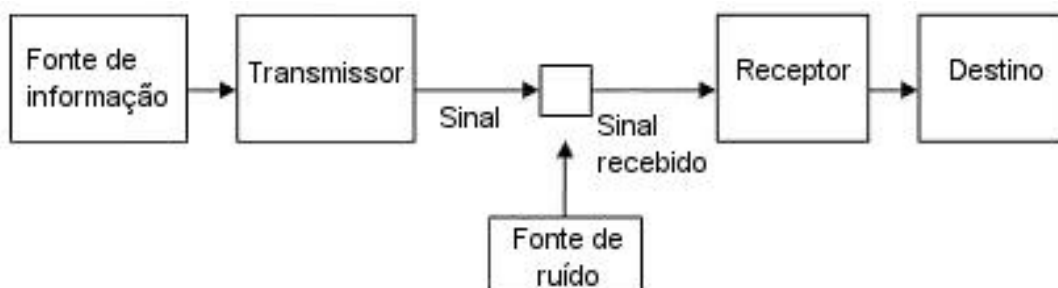 Fonte de
informação
Transmissor
Sinal
Sinal
recebido
Receptor
Destino
Fonte de
ruído